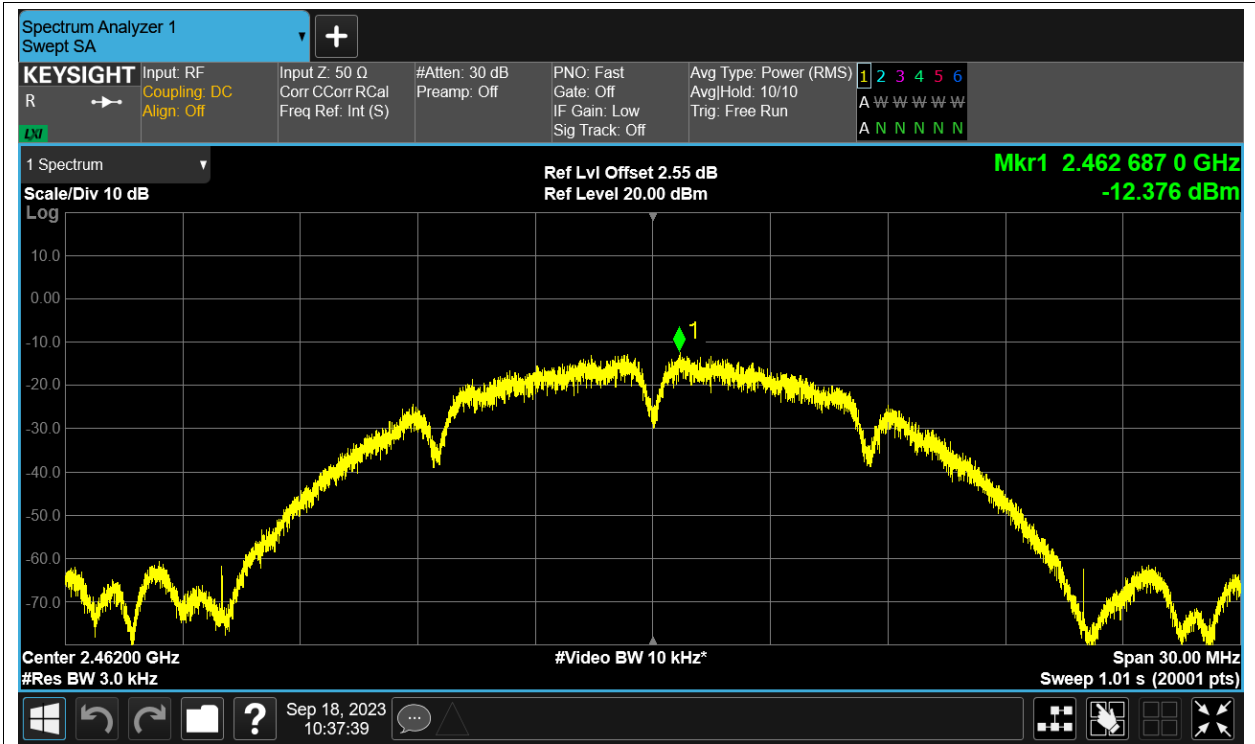 Spectrum Analyzer 1
Swept SA
+
KEYSIGHT
R
LXI
Input: RF
Coupling: DC
Align: Off
Input Z: 50 Ω
Corr CCorr RCal
Freq Ref: Int (S)
#Atten: 30 dB
Preamp: Off
PNO: Fast
Gate: Off
IF Gain: Low
Sig Track: Off
Avg Type: Power (RMS)
Avg|Hold: 10/10
Trig: Free Run
1 2 3 4 5 6
A W W W W W
A N N N N N
1 Spectrum
Scale/Div 10 dB
Log
Ref Lvl Offset 2.55 dB
Ref Level 20.00 dBm
Mkr1 2.462 687 0 GHz
-12.376 dBm
10.0
0.00
-10.0
-20.0
-30.0
-40.0
-50.0
-60.0
-70.0
1
Center 2.46200 GHz
#Res BW 3.0 kHz
#Video BW 10 kHz*
Span 30.00 MHz
Sweep 1.01 s (20001 pts)
?
Sep 18, 2023
10:37:39